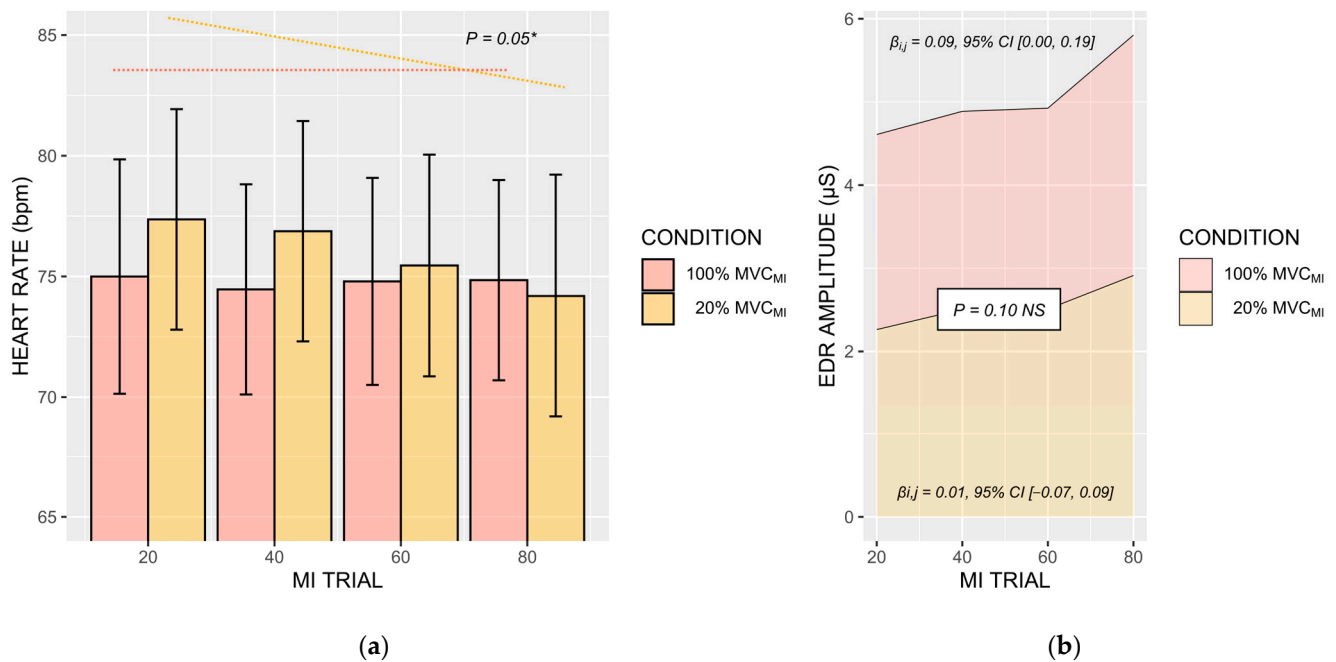 85
80
75
70
65
HEART RATE (bpm)
P = 0.05*
20
40
60
80
MI TRIAL
CONDITION
100% MVCMI
20% MVCMI
(a)
6
4
2
0
EDR AMPLITUDE (µS)
βi,j = 0.09, 95% CI [0.00, 0.19]
P = 0.10 NS
βi,j = 0.01, 95% CI [−0.07, 0.09]
20
40
60
80
MI TRIAL
CONDITION
100% MVCMI
20% MVCMI
(b)